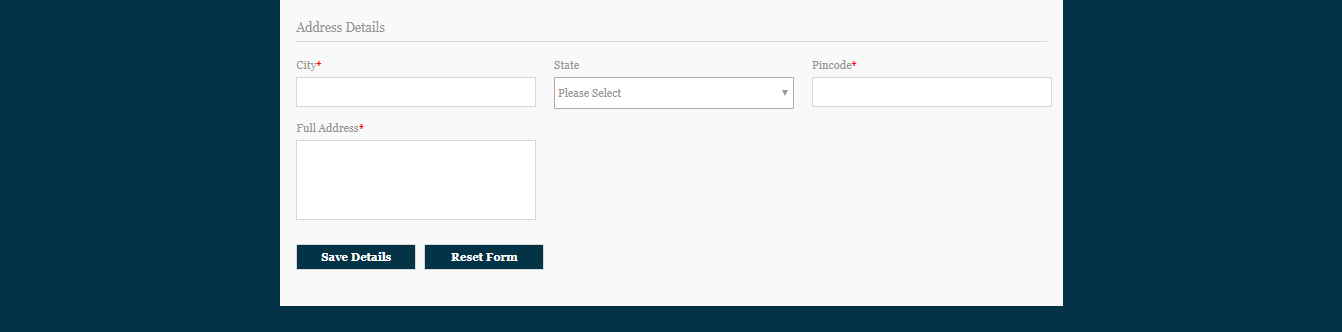 Address Details
City* State Pincode*
Please Select
Full Address*
Save Details Reset Form